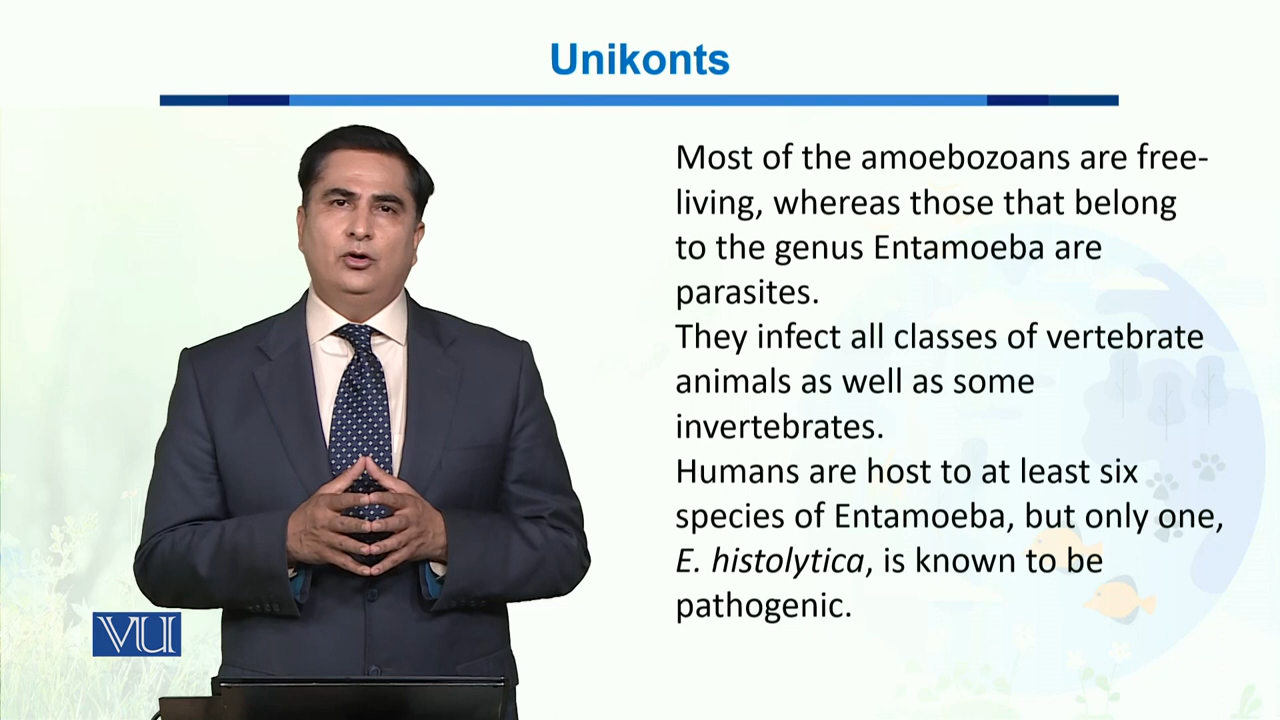 Unikonts
Most of the amoebozoans are free-
living, whereas those that belong
to the genus Entamoeba are
parasites.
They infect all classes of vertebrate
animals as well as some
invertebrates.
Humans are host to at least six
species of Entamoeba, but only one,
E. histolytica, is known to be
pathogenic.
VU